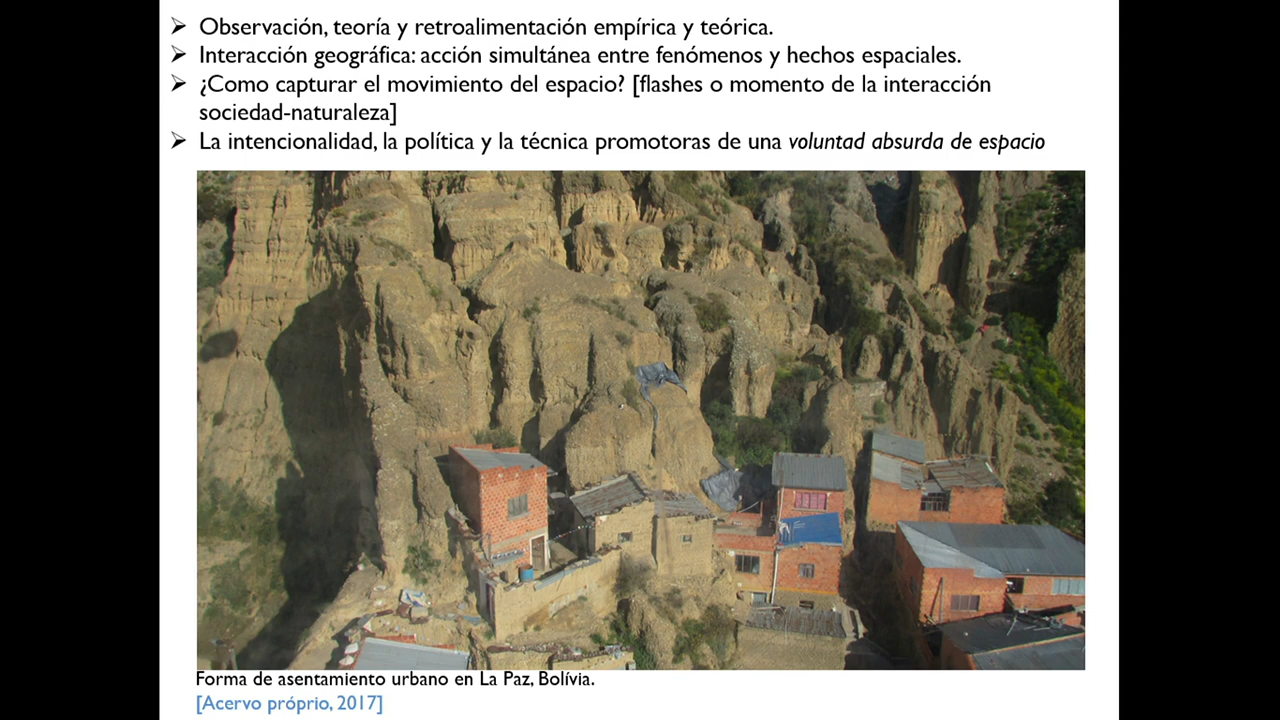 Observación, teoría y retroalimentación empírica y teórica.
Interacción geográfica: acción simultánea entre fenómenos y hechos espaciales.
¿Como capturar el movimiento del espacio? [flashes o momento de la interacción
sociedad-naturaleza]
La intencionalidad, la política y la técnica promotoras de una voluntad absurda de espacio
Forma de asentamiento urbano en La Paz, Bolívia.
[Acervo próprio, 2017]